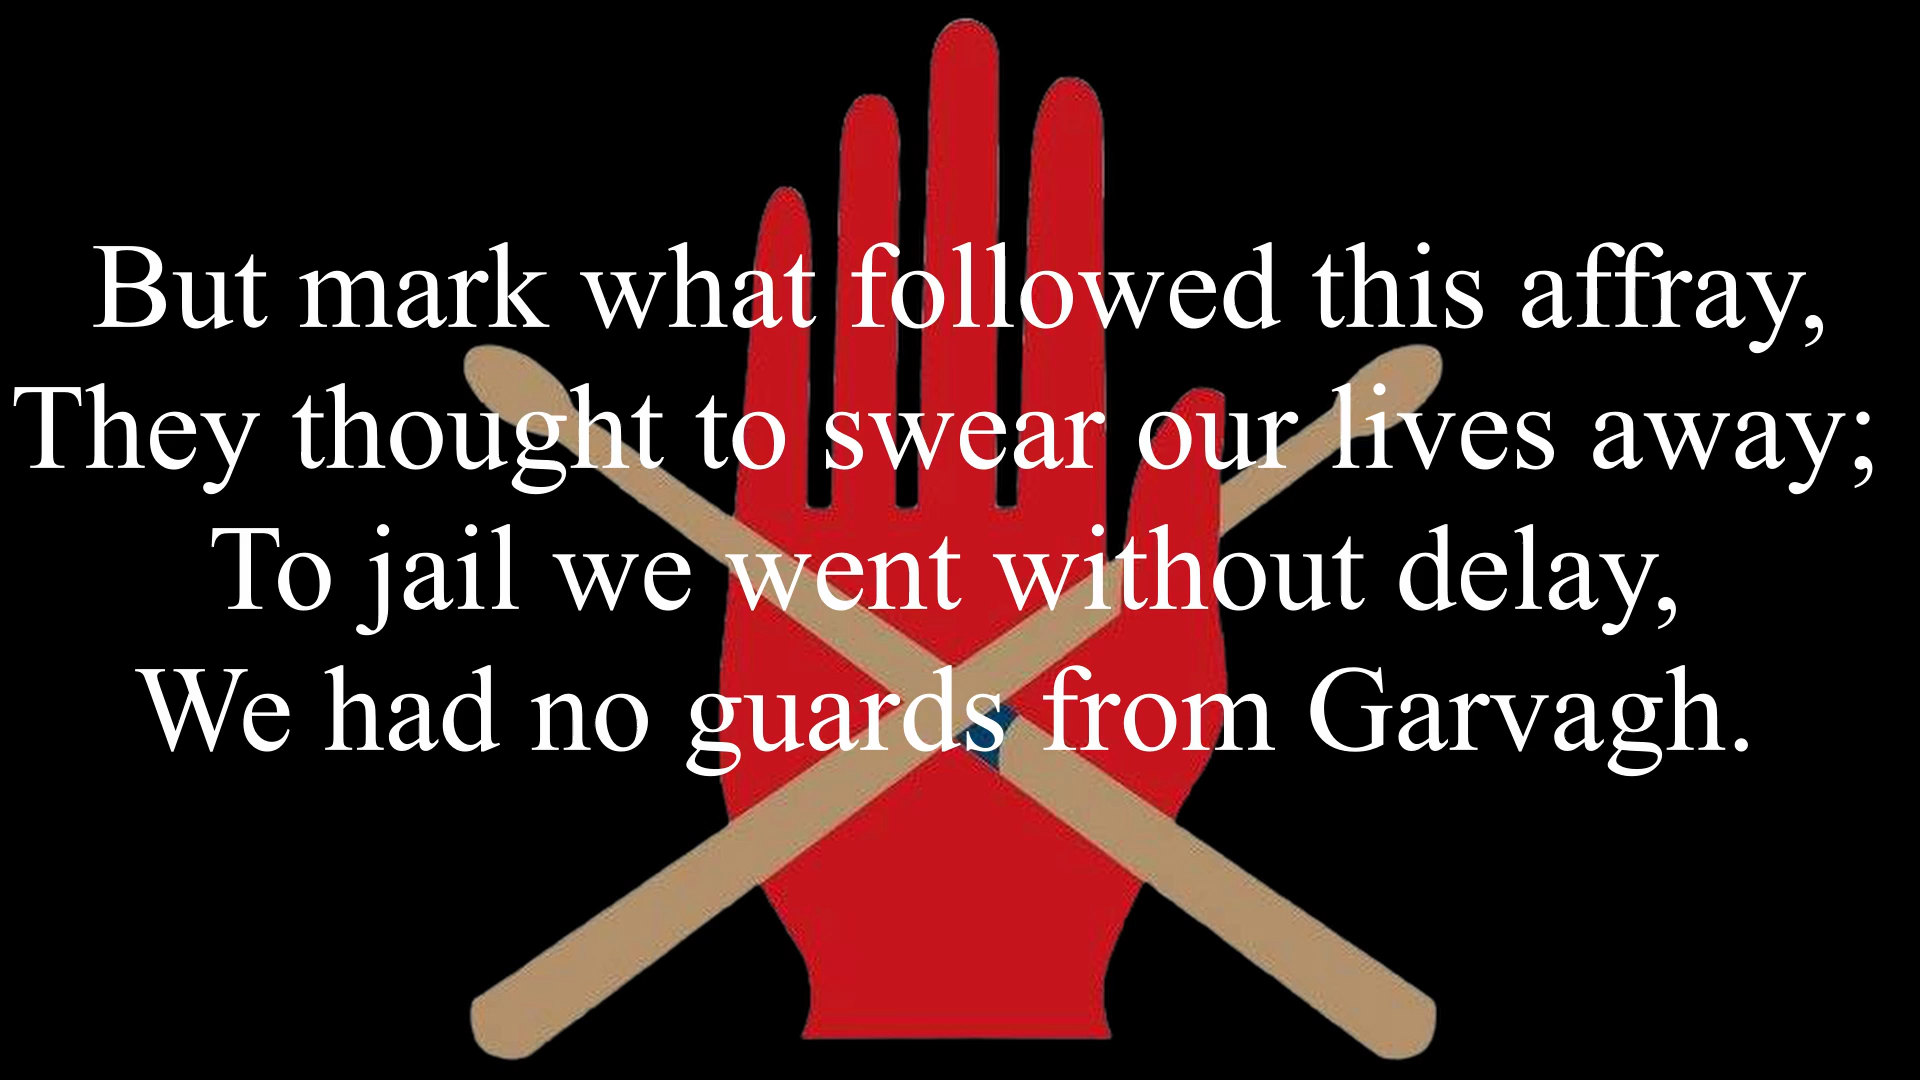 But mark what followed this affray,
They thought to swear our lives away;
To jail we went without delay,
We had no guards from Garvagh.